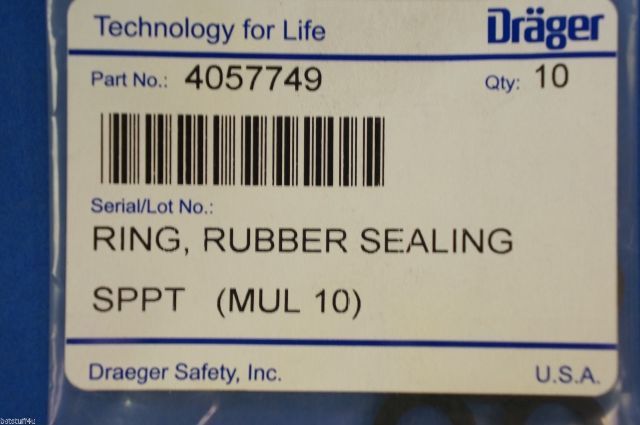 Technology for Life Dräger
Part No.: 4057749 Qty: 10
Serial/Lot No.:
RING, RUBBER SEALING
SPPT (MUL 10)
Draeger Safety, Inc. U.S.A.
botstuff4u